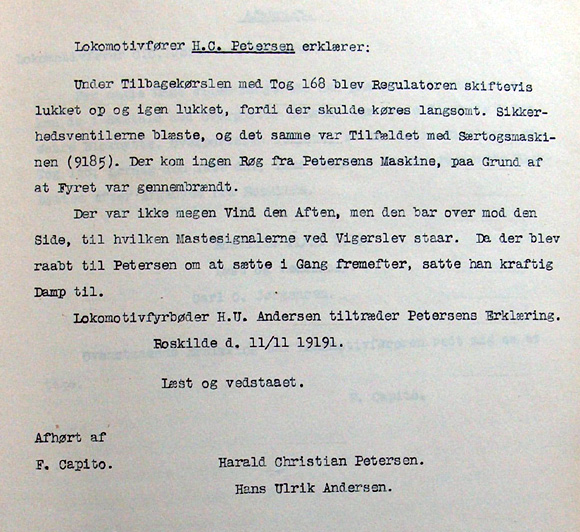 Lokomotivfører H.C. Petersen erklærer:
Under Tilbagekørslen med Tog 168 blev Regulatoren skiftevis
lukket op og igen lukket, fordi der skulde køres langsomt. Sikker-
hedsventilerne blæste, og det samme var Tilfældet med Særtogsmaski-
nen (9185). Der kom ingen Røg fra Petersens Maskine, paa Grund af
at Fyret var gennembrændt.
Der var ikke megen Vind den Aften, men den bar over mod den
Side, til hvilken Mastesignalerne ved Vigerslev staar. Da der blev
raabt til Petersen om at sætte i Gang fremefter, satte han kraftig
Damp til.
Lokomotivfyrbøder H.U. Andersen tiltræder Petersens Erklæring.
Roskilde d. 11/11 19191.
Læst og vedstaaet.
Afhørt af
F. Capito.
Harald Christian Petersen.
Hans Ulrik Andersen.